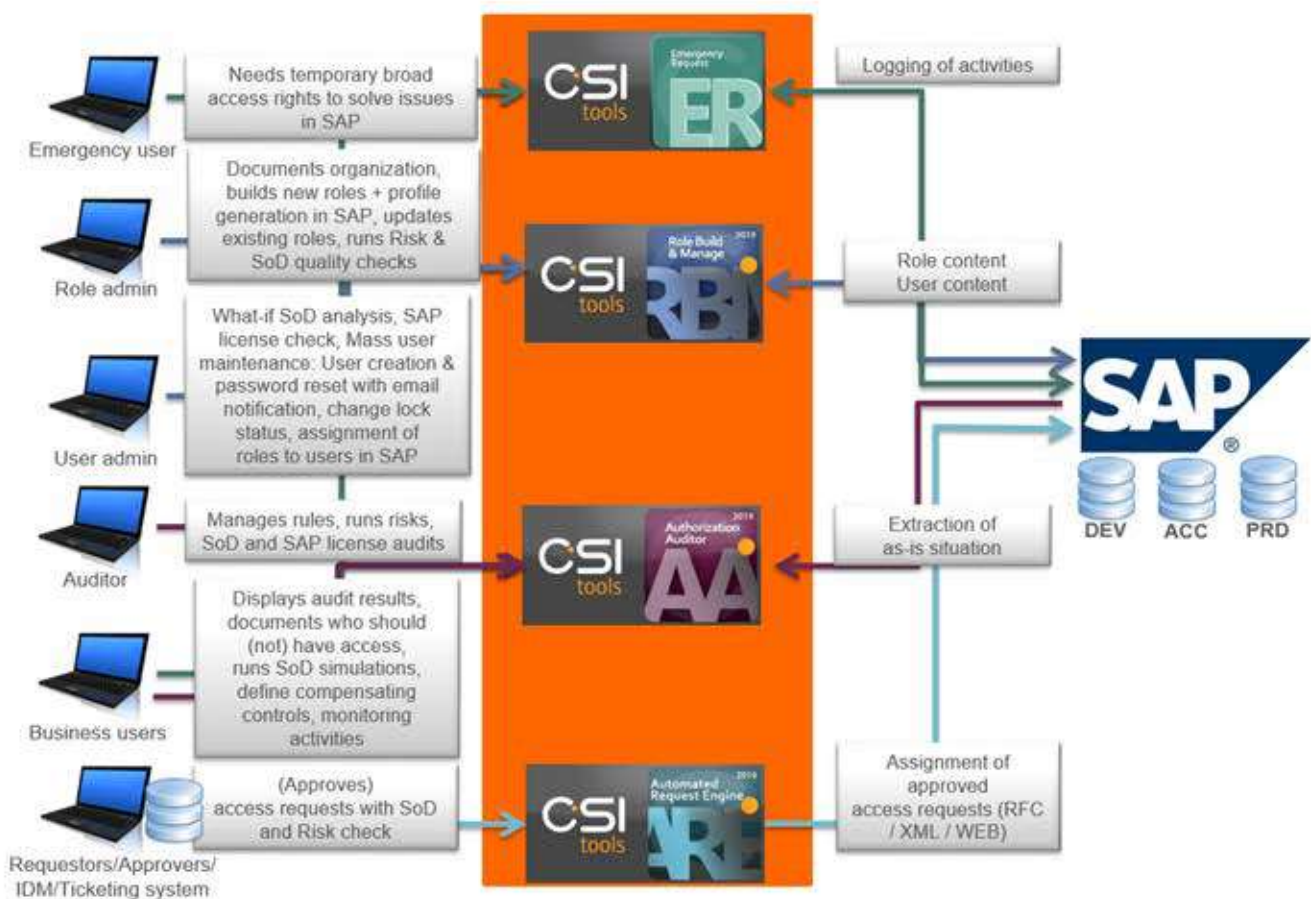 Emergency user
Needs temporary broad
access rights to solve issues
in SAP
CSI
tools
Emergency
Request
ER
Logging of activities
Role admin
Documents organization,
builds new roles + profile
generation in SAP, updates
existing roles, runs Risk &
SoD quality checks
CSI
tools
2019
Role Build
& Manage
RBM
Role content
User content
User admin
What-if SoD analysis, SAP
license check, Mass user
maintenance: User creation &
password reset with email
notification, change lock
status, assignment of
roles to users in SAP
SAP
®
DEV
ACC
PRD
Auditor
Manages rules, runs risks,
SoD and SAP license audits
CSI
tools
2019
Authorization
Auditor
AA
Extraction of
as-is situation
Business users
Displays audit results,
documents who should
(not) have access,
runs SoD simulations,
define compensating
controls, monitoring
activities
Requestors/Approvers/
IDM/Ticketing system
(Approves)
access requests with SoD
and Risk check
CSI
tools
2019
Automated
Request Engine
ARE
Assignment of
approved
access requests (RFC
/ XML / WEB)